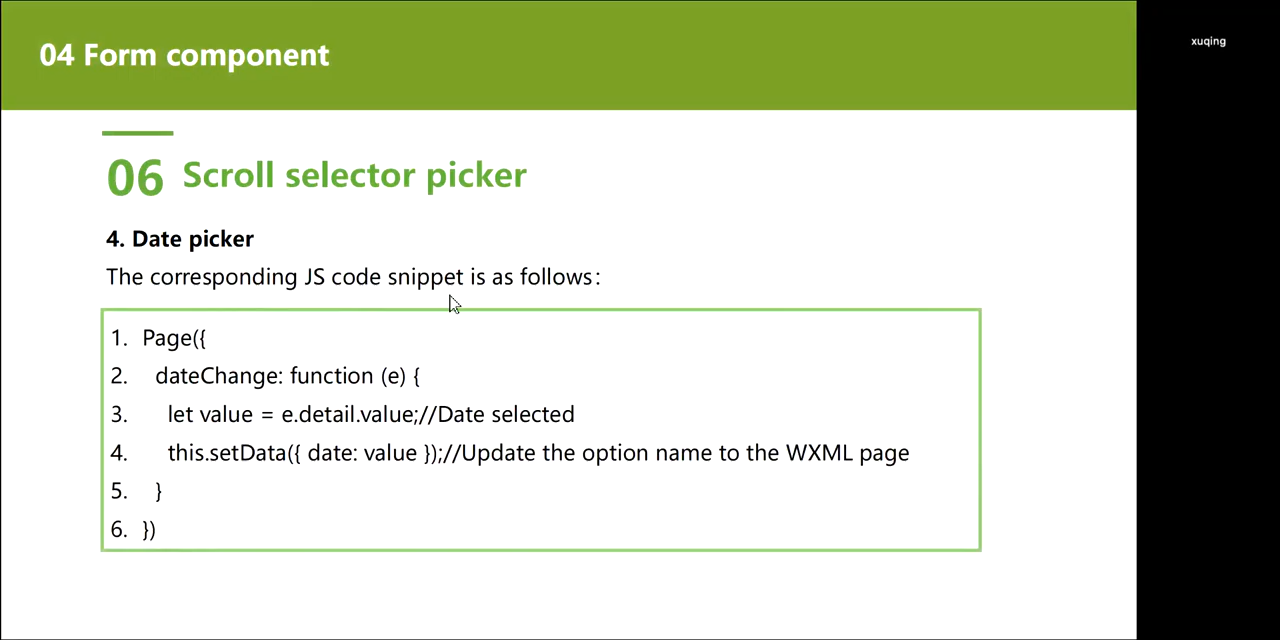 04 Form component
xuqing
06 Scroll selector picker
4. Date picker
The corresponding JS code snippet is as follows:
1. Page({
2. dateChange: function (e) {
3. let value = e.detail.value;//Date selected
4. this.setData({ date: value });//Update the option name to the WXML page
5. }
6. })